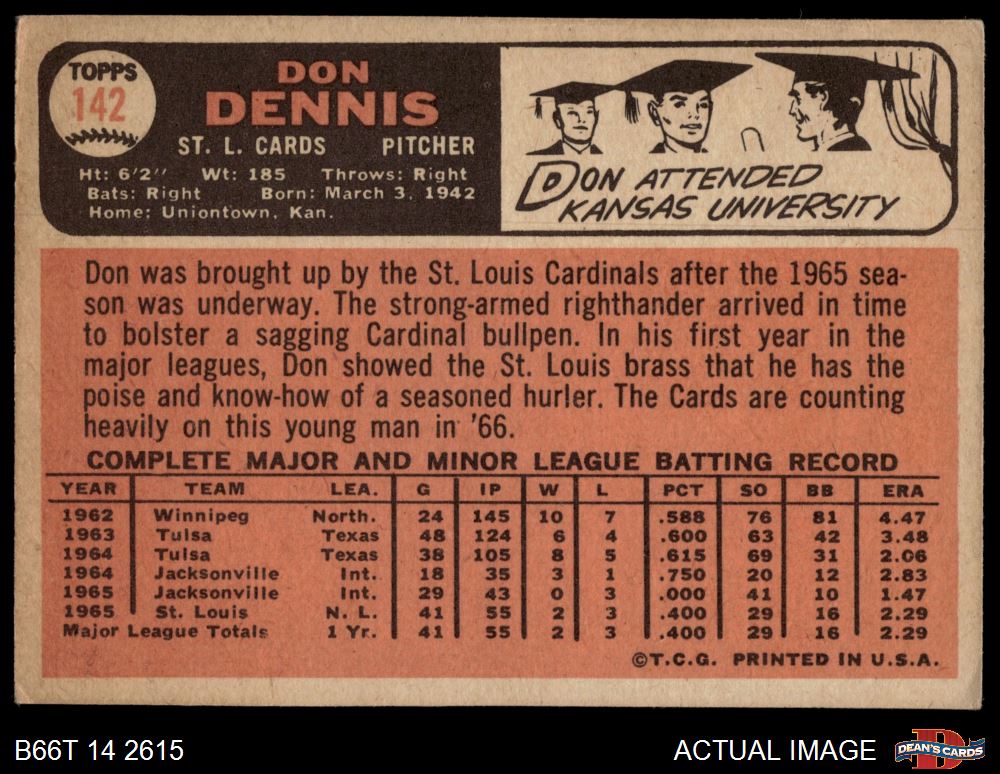 TOPPS
142
DON
DENNIS
ST. L. CARDS PITCHER
Ht: 6'2'' Wt: 185 Throws: Right
Bats: Right Born: March 3, 1942
Home: Uniontown, Kan.
DON ATTENDED
KANSAS UNIVERSITY
Don was brought up by the St. Louis Cardinals after the 1965 sea-
son was underway. The strong-armed righthander arrived in time
to bolster a sagging Cardinal bullpen. In his first year in the
major leagues, Don showed the St. Louis brass that he has the
poise and know-how of a seasoned hurler. The Cards are counting
heavily on this young man in '66.
COMPLETE MAJOR AND MINOR LEAGUE BATTING RECORD
YEAR TEAM LEA. G IP W L PCT SO BB ERA
1962 Winnipeg North. 24 145 10 7 .588 76 81 4.47
1963 Tulsa Texas 48 124 6 4 .600 63 42 3.48
1964 Tulsa Texas 38 105 8 5 .615 69 31 2.06
1964 Jacksonville Int. 18 35 3 1 .750 20 12 2.83
1965 Jacksonville Int. 29 43 0 3 .000 41 10 1.47
1965 St. Louis N. L. 41 55 2 3 .400 29 16 2.29
Major League Totals 1 Yr. 41 55 2 3 .400 29 16 2.29
©T.C.G. PRINTED IN U.S.A.
B66T 14 2615 ACTUAL IMAGE
DEAN'S CARDS